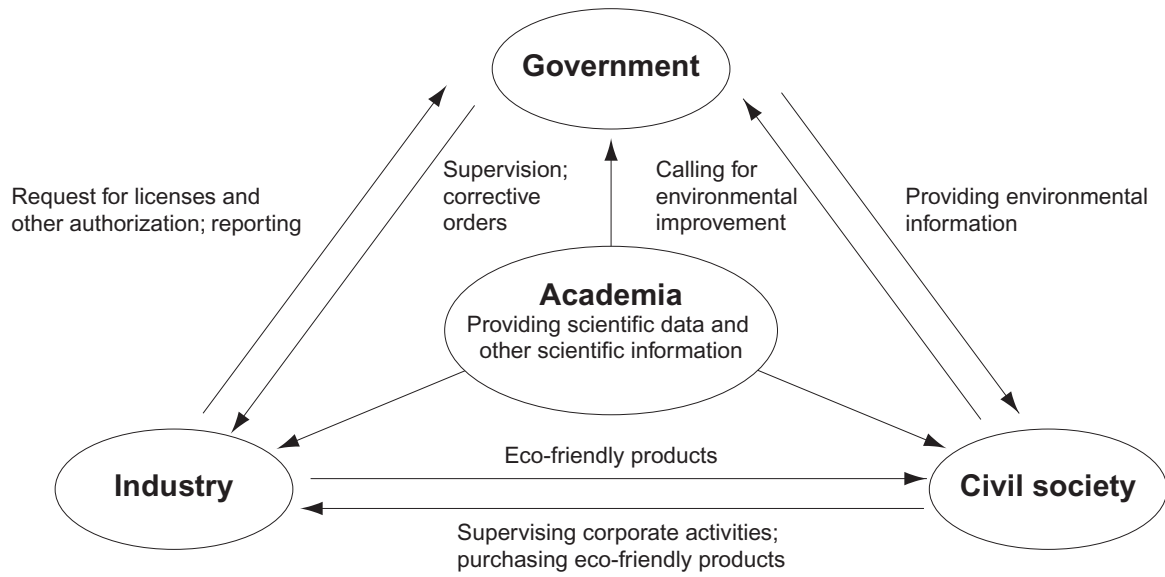 Government
Request for licenses and
other authorization; reporting
Supervision;
corrective
orders
Calling for
environmental
improvement
Providing environmental
information
Academia
Providing scientific data and
other scientific information
Industry
Eco-friendly products
Civil society
Supervising corporate activities;
purchasing eco-friendly products